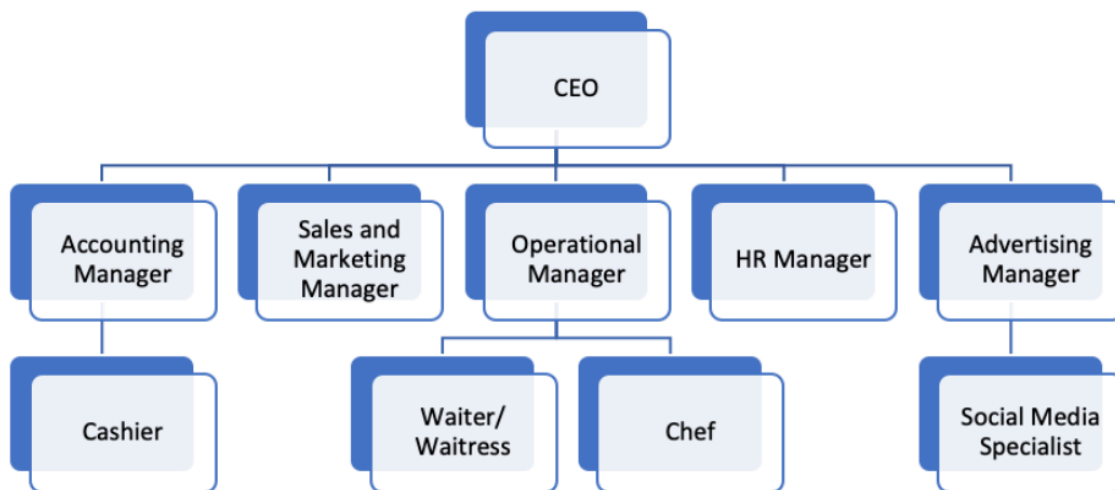 CEO
Accounting
Manager
Sales and
Marketing
Manager
Operational
Manager
HR Manager
Advertising
Manager
Cashier
Waiter/
Waitress
Chef
Social Media
Specialist